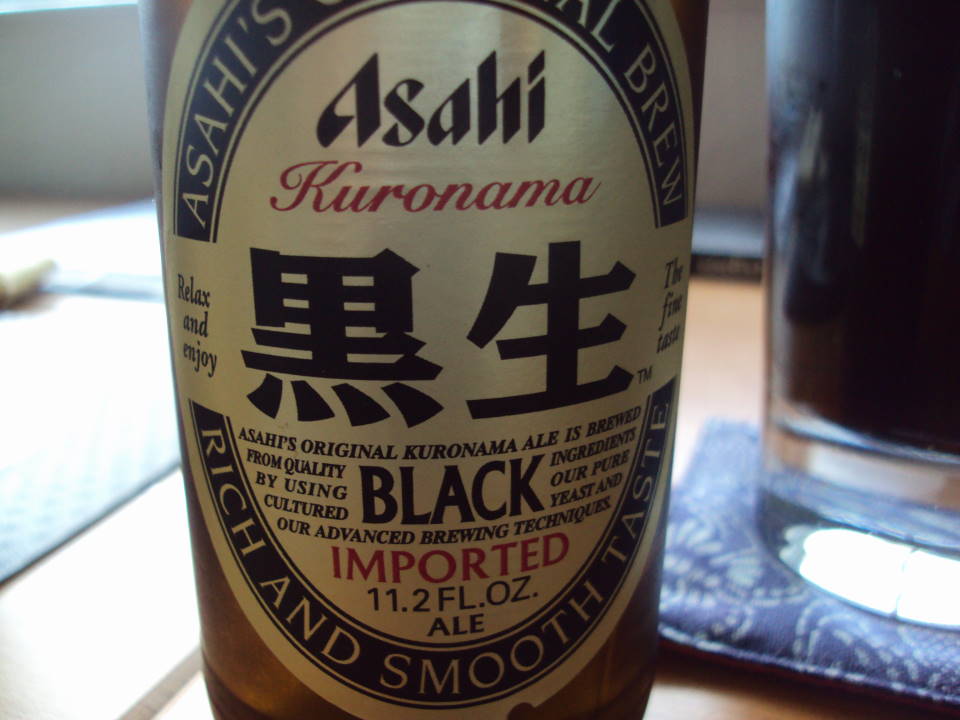 ASAHI'S
AL BREW
Asahi
Kuronama
黒生
TM
Relax
and
enjoy
The
fine
taste
ASAHI'S ORIGINAL KURONAMA ALE IS BREWED
FROM QUALITY INGREDIENTS
BY USING OUR PURE
CULTURED YEAST AND
BLACK
OUR ADVANCED BREWING TECHNIQUES.
IMPORTED
11.2 FL.OZ.
ALE
RICH AND SMOOTH TASTE